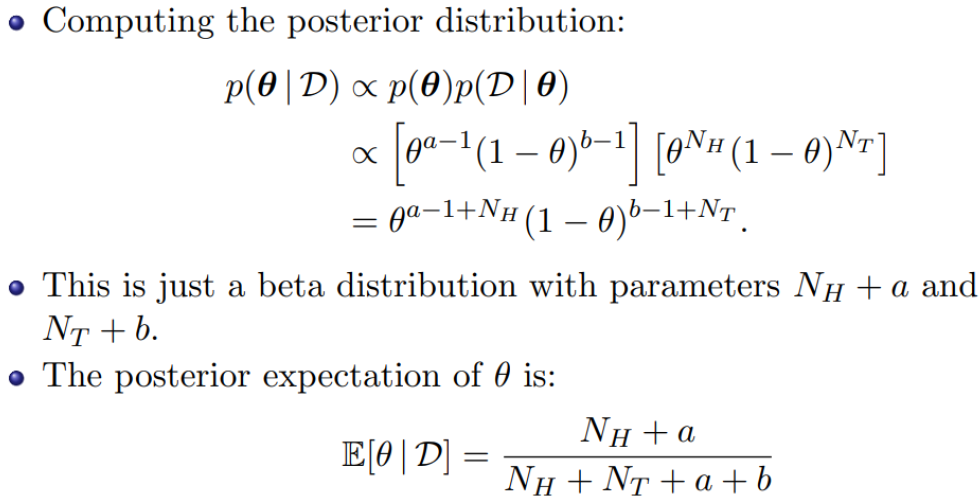 • Computing the posterior distribution:
p(𝜽 | 𝒟) ∝ p(𝜽)p(𝒟 | 𝜽)
∝ [θ^{a−1}(1 − θ)^{b−1}] [θ^{N_H}(1 − θ)^{N_T}]
= θ^{a−1+N_H}(1 − θ)^{b−1+N_T}.
• This is just a beta distribution with parameters N_H + a and
N_T + b.
• The posterior expectation of θ is:
𝔼[θ | 𝒟] = \frac{N_H + a}{N_H + N_T + a + b}